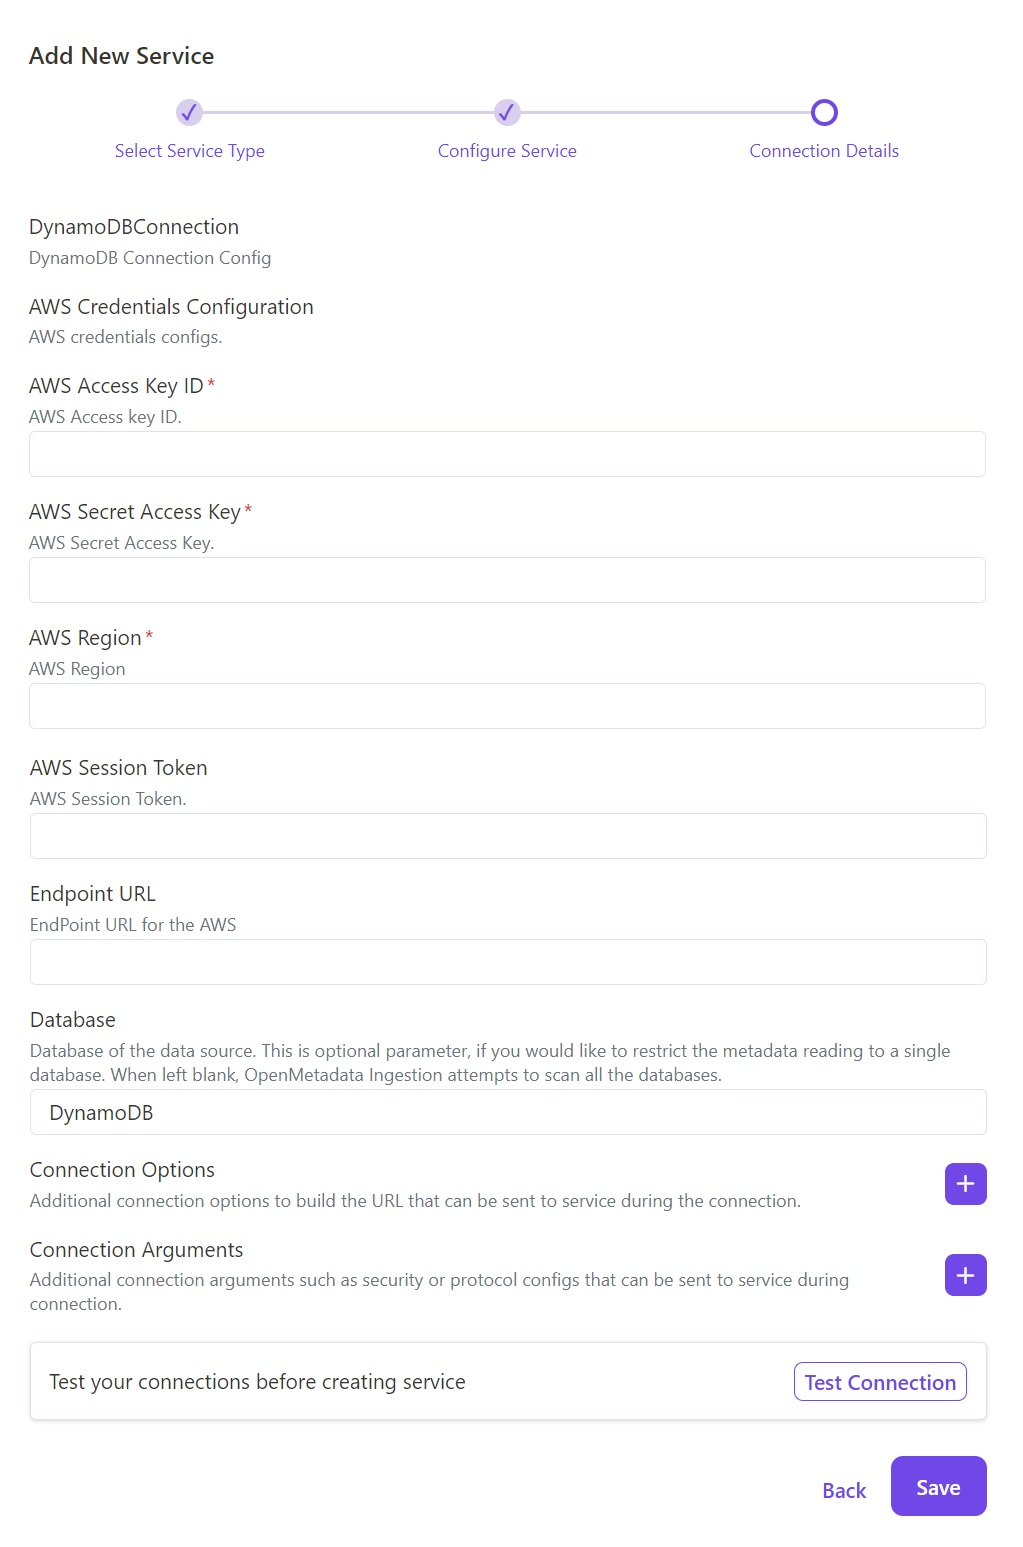 Add New Service
Select Service Type
Configure Service
Connection Details
DynamoDBConnection
DynamoDB Connection Config
AWS Credentials Configuration
AWS credentials configs.
AWS Access Key ID*
AWS Access key ID.
AWS Secret Access Key*
AWS Secret Access Key.
AWS Region*
AWS Region
AWS Session Token
AWS Session Token.
Endpoint URL
EndPoint URL for the AWS
Database
Database of the data source. This is optional parameter, if you would like to restrict the metadata reading to a single
database. When left blank, OpenMetadata Ingestion attempts to scan all the databases.
DynamoDB
Connection Options
Additional connection options to build the URL that can be sent to service during the connection.
Connection Arguments
Additional connection arguments such as security or protocol configs that can be sent to service during
connection.
Test your connections before creating service
Test Connection
Back
Save